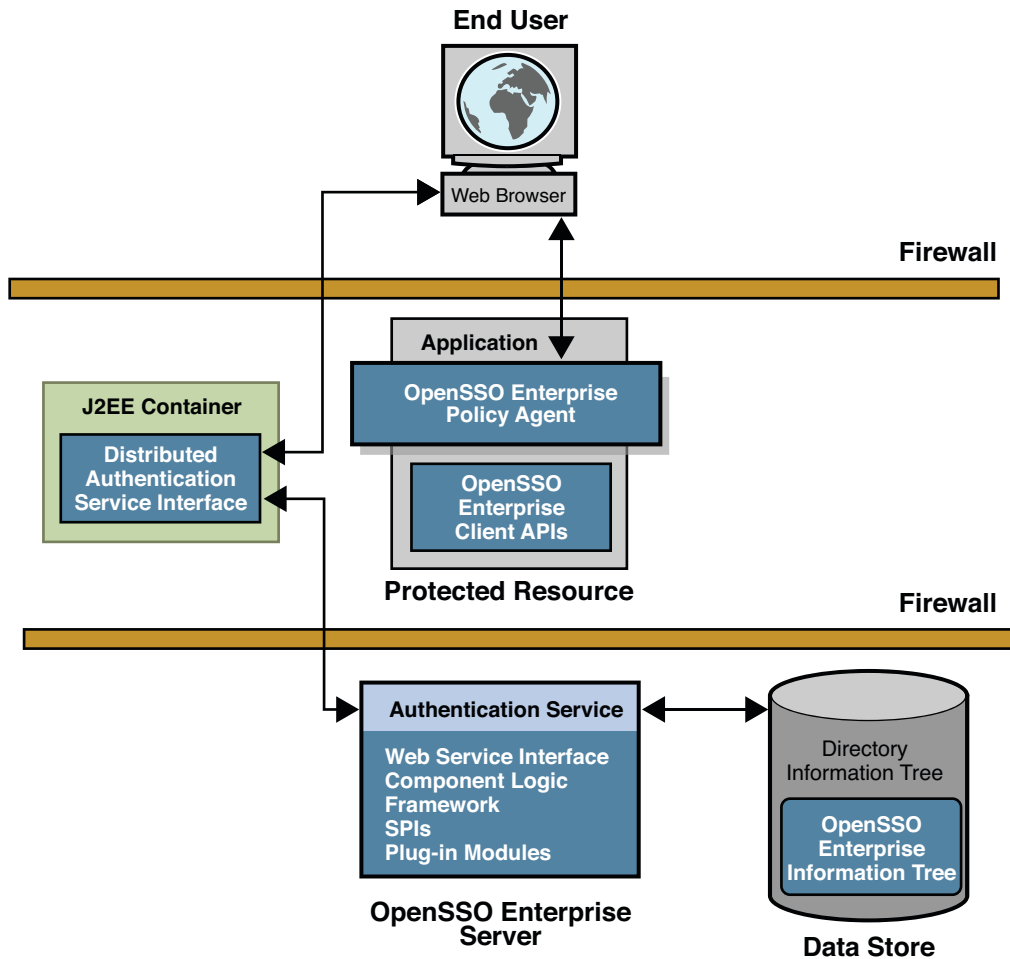 End User
Web Browser
Firewall
Application
OpenSSO Enterprise
Policy Agent
J2EE Container
Distributed
Authentication
Service Interface
OpenSSO
Enterprise
Client APIs
Protected Resource
Firewall
Authentication Service
Web Service Interface
Component Logic
Framework
SPIs
Plug-in Modules
OpenSSO Enterprise
Server
Directory
Information Tree
OpenSSO
Enterprise
Information Tree
Data Store